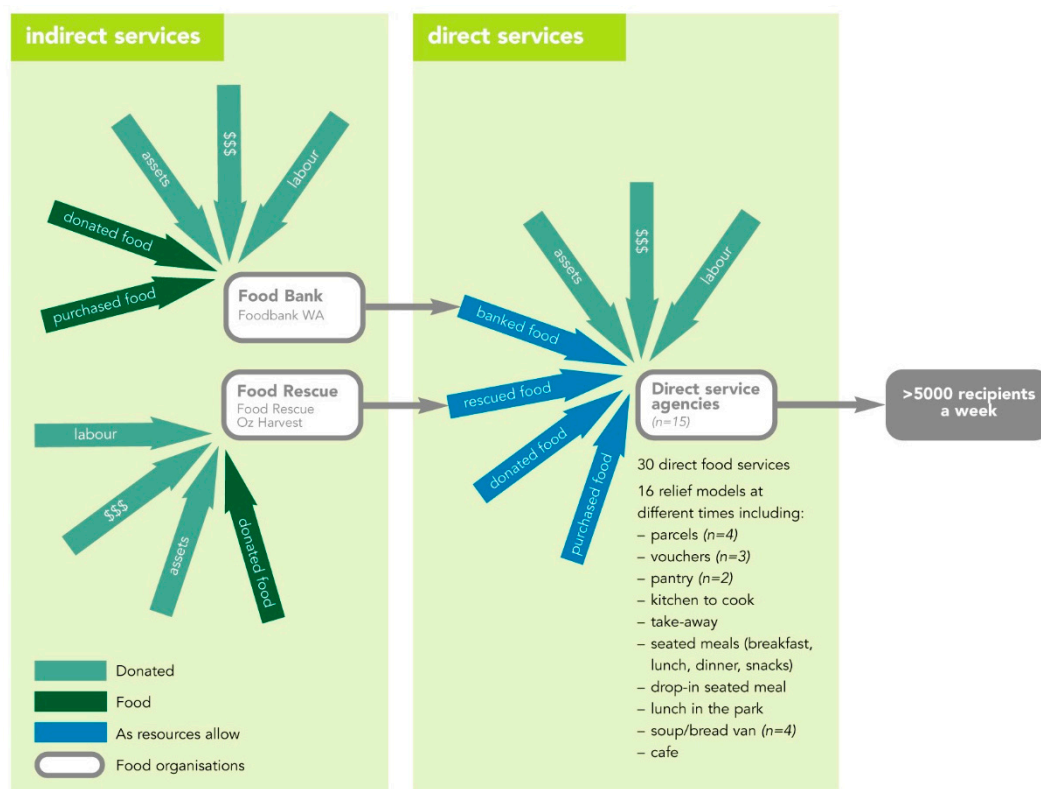 indirect services
assets
$$$
labour
donated food
purchased food
Food Bank
Foodbank WA
Food Rescue
Food Rescue
Oz Harvest
labour
$$$
assets
donated food
Donated
Food
As resources allow
Food organisations
direct services
assets
$$$
labour
banked food
rescued food
donated food
purchased food
Direct service
agencies
(n=15)
30 direct food services
16 relief models at
different times including:
– parcels (n=4)
– vouchers (n=3)
– pantry (n=2)
– kitchen to cook
– take-away
– seated meals (breakfast,
lunch, dinner, snacks)
– drop-in seated meal
– lunch in the park
– soup/bread van (n=4)
– cafe
>5000 recipients
a week